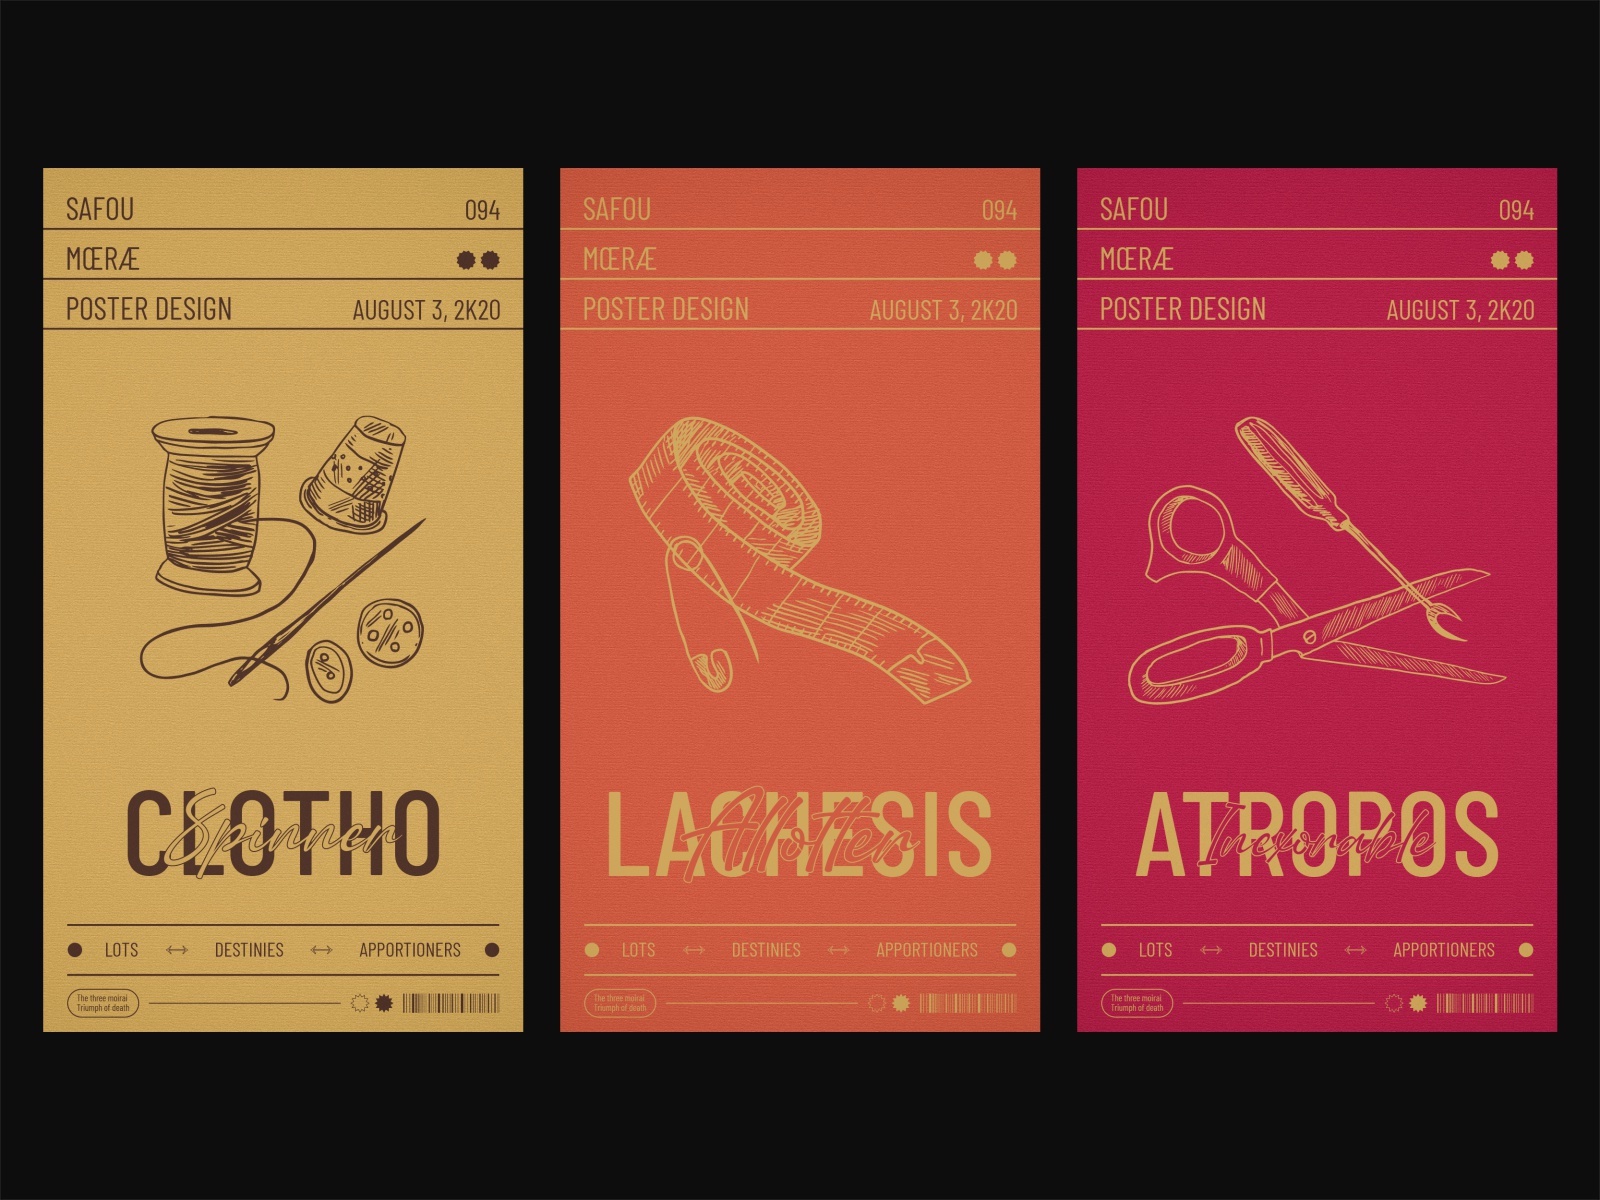 SAFOU 094
MŒRÆ
POSTER DESIGN AUGUST 3, 2K20
CLOTHO
Spinner
LOTS ↔ DESTINIES ↔ APPORTIONERS
The three moirai
Triumph of death
SAFOU 094
MŒRÆ
POSTER DESIGN AUGUST 3, 2K20
LACHESIS
Allotter
LOTS ↔ DESTINIES ↔ APPORTIONERS
The three moirai
Triumph of death
SAFOU 094
MŒRÆ
POSTER DESIGN AUGUST 3, 2K20
ATROPOS
Inexorable
LOTS ↔ DESTINIES ↔ APPORTIONERS
The three moirai
Triumph of death